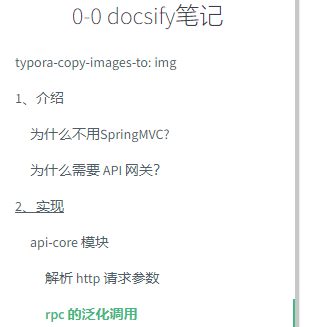 0-0 docsify笔记
typora-copy-images-to: img
1、介绍
为什么不用SpringMVC?
为什么需要 API 网关？
2、实现
api-core 模块
解析 http 请求参数
rpc 的泛化调用